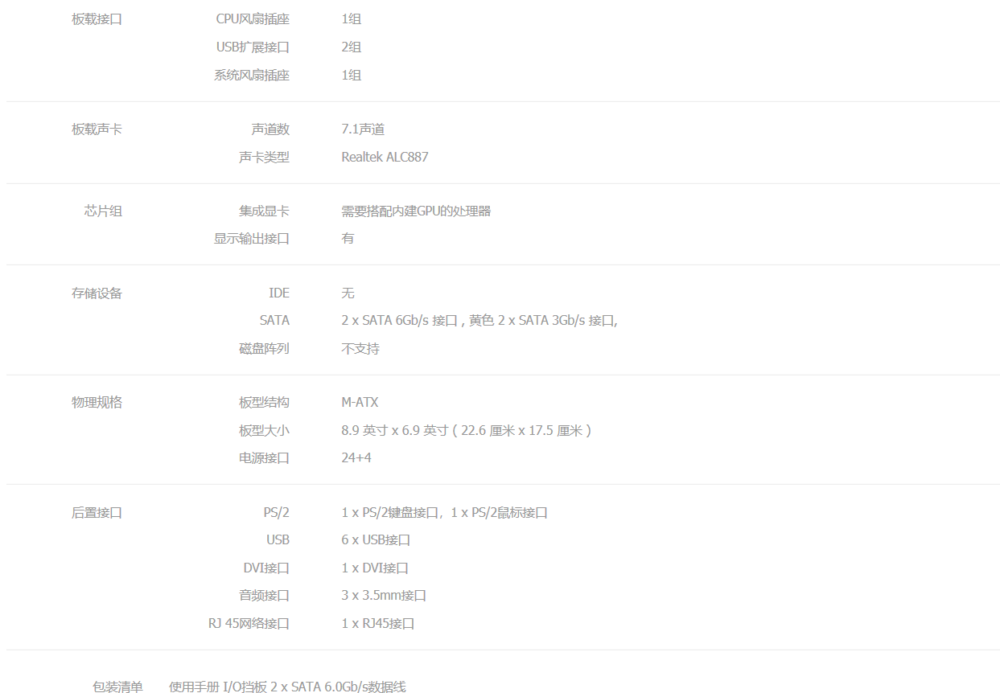 板载接口 CPU风扇插座 1组
USB扩展接口 2组
系统风扇插座 1组
板载声卡 声道数 7.1声道
声卡类型 Realtek ALC887
芯片组 集成显卡 需要搭配内建GPU的处理器
显示输出接口 有
存储设备 IDE 无
SATA 2 x SATA 6Gb/s 接口 , 黄色 2 x SATA 3Gb/s 接口,
磁盘阵列 不支持
物理规格 板型结构 M-ATX
板型大小 8.9 英寸 x 6.9 英寸 ( 22.6 厘米 x 17.5 厘米 )
电源接口 24+4
后置接口 PS/2 1 x PS/2键盘接口，1 x PS/2鼠标接口
USB 6 x USB接口
DVI接口 1 x DVI接口
音频接口 3 x 3.5mm接口
RJ 45网络接口 1 x RJ45接口
包装清单 使用手册 I/O挡板 2 x SATA 6.0Gb/s数据线